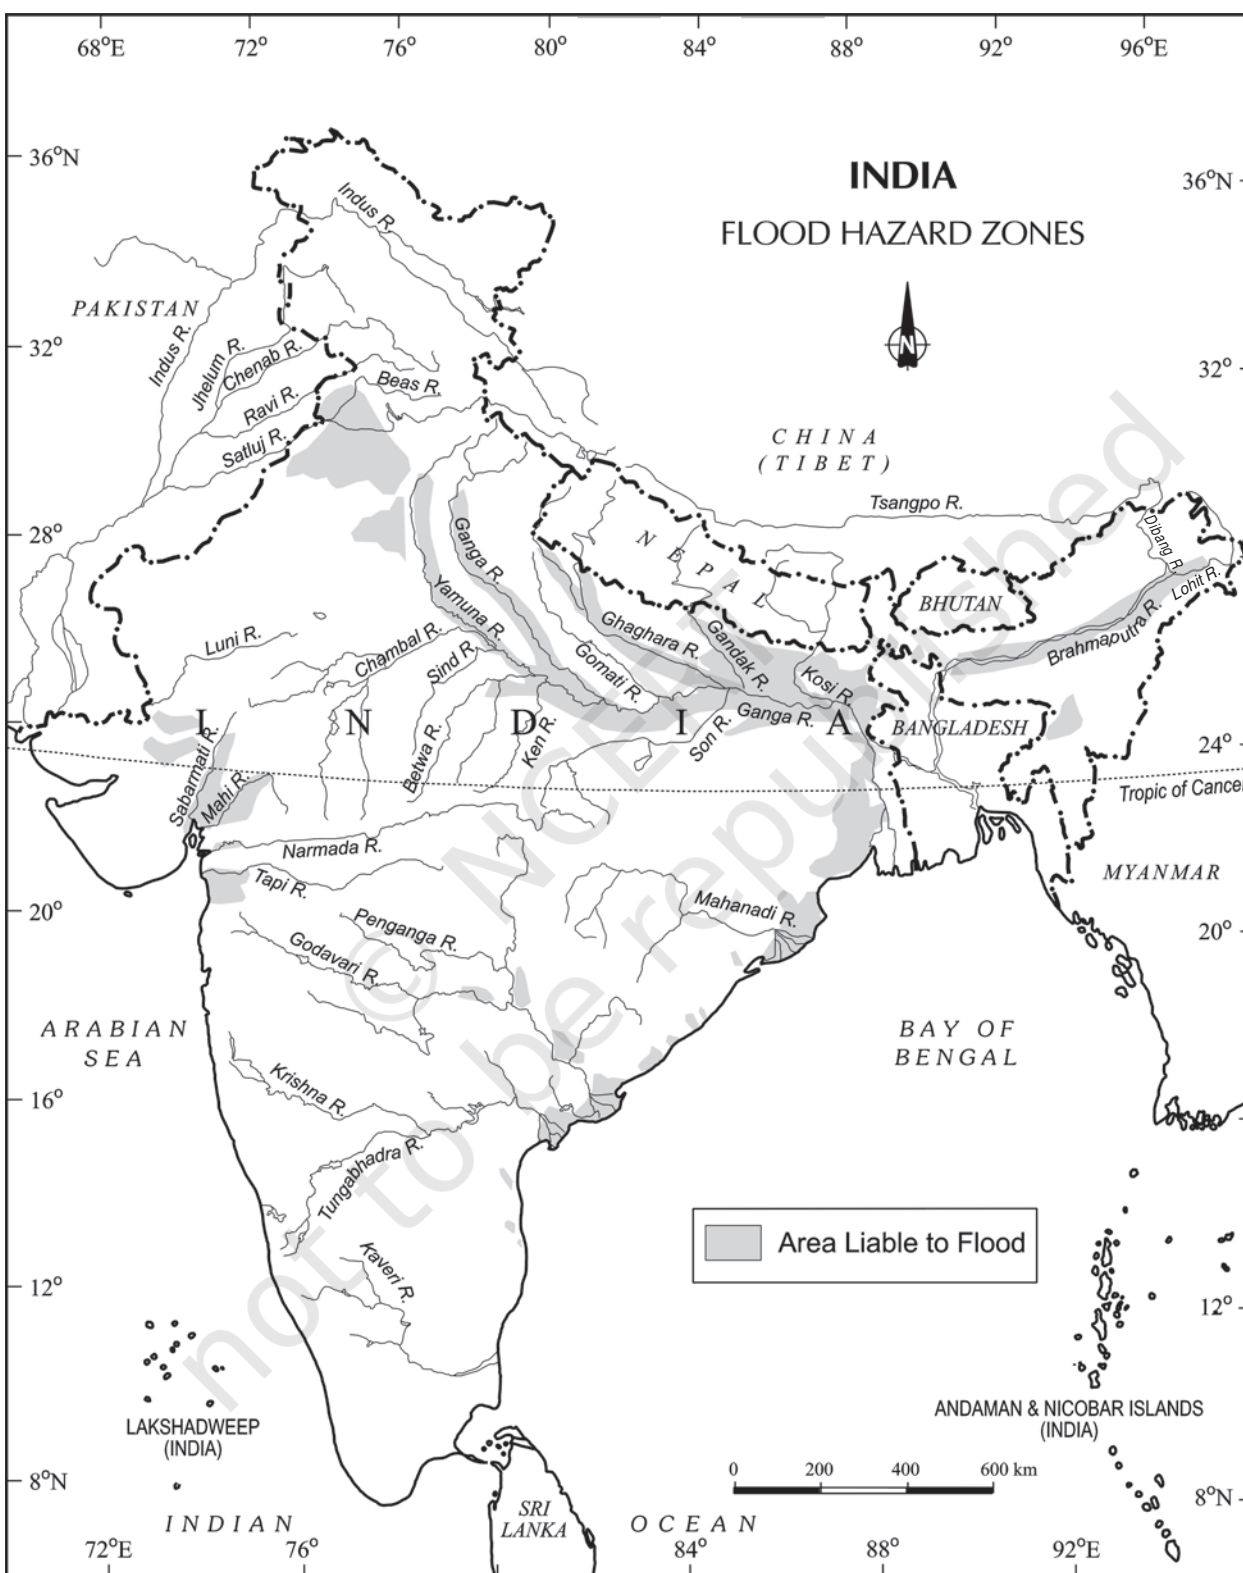 68°E 72° 76° 80° 84° 88° 92° 96°E
36°N
INDIA
36°N
FLOOD HAZARD ZONES
Indus R.
PAKISTAN
N
Indus R.
Jhelum R.
Chenab R.
32°
32°
Beas R.
Ravi R.
Satluj R.
CHINA
(TIBET)
Tsangpo R.
28°
Dibang R.
Lohit R.
NEPAL
Ganga R.
Yamuna R.
BHUTAN
Brahmaputra R.
Luni R.
Chambal R.
Sind R.
Ghaghara R.
Gomati R.
Gandak R.
Kosi R.
I N D I A
Ganga R.
BANGLADESH
Betwa R.
Ken R.
Son R.
24°
Sabarmati R.
Mahi R.
Tropic of Cancer
Narmada R.
Tapi R.
MYANMAR
Mahanadi R.
20°
20°
Penganga R.
Godavari R.
ARABIAN
SEA
BAY OF
BENGAL
Krishna R.
16°
Tungabhadra R.
Area Liable to Flood
Kaveri R.
12°
12°
LAKSHADWEEP
(INDIA)
ANDAMAN & NICOBAR ISLANDS
(INDIA)
0 200 400 600 km
8°N
8°N
SRI
LANKA
INDIAN OCEAN
72°E 76° 84° 88° 92°E
© NCERT
not to be republished